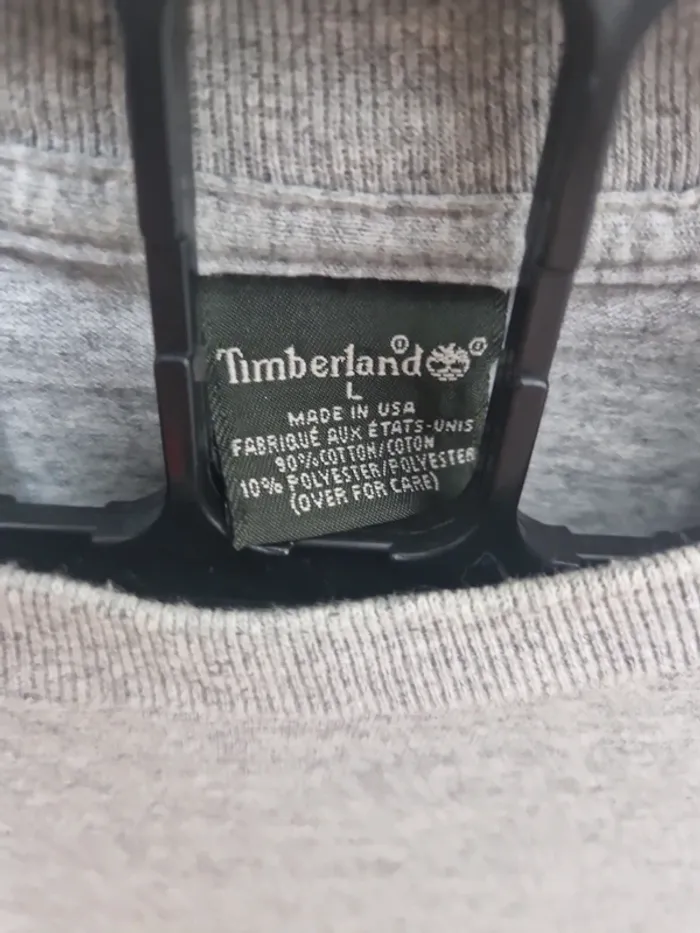 Timberland®®
L
MADE IN USA
FABRIQUÉ AUX ÉTATS-UNIS
90% COTTON/COTON
10% POLYESTER/POLYESTER
(OVER FOR CARE)